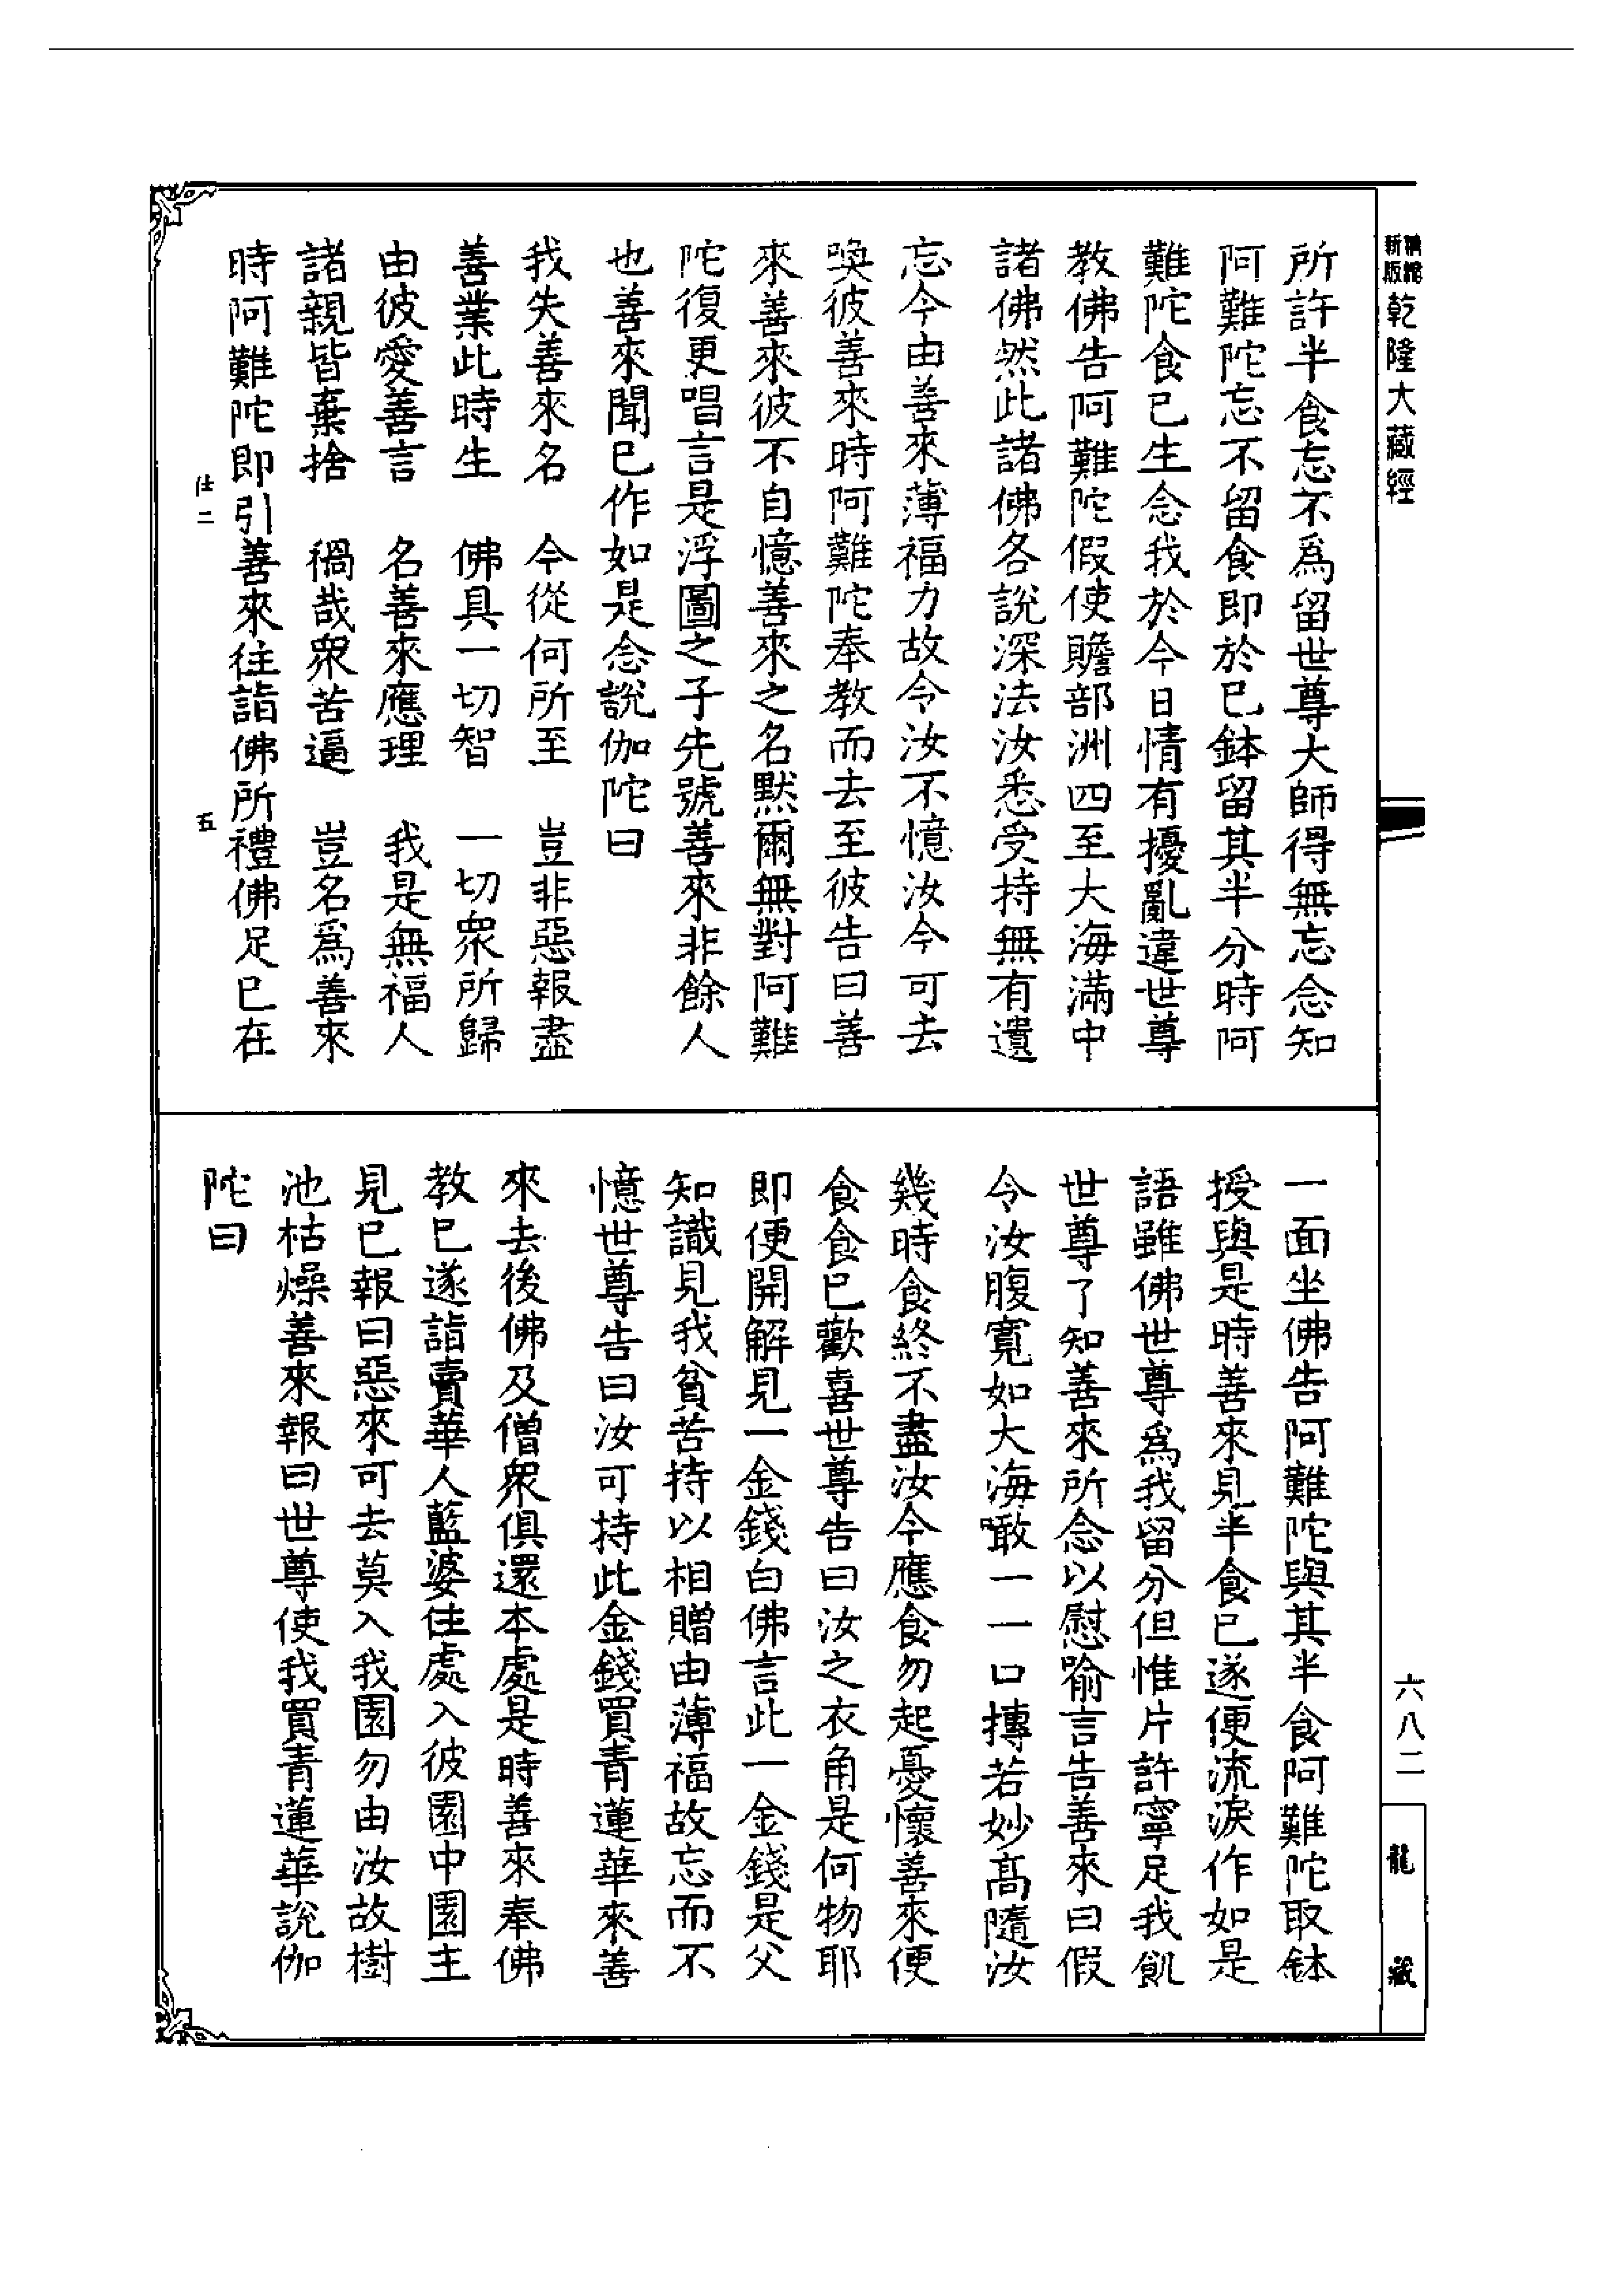 新版
精縮
乾隆大藏經
所許半食忘不為留世尊大師得無忘念知
阿難陀忘不留食即於巳鉢留其半分時阿
難陀食巳生念我於今日情有擾亂違世尊
教佛告阿難陀假使贍部洲四至大海滿中
諸佛然此諸佛各說深法汝悉受持無有遺
忘今由善來薄福力故令汝不憶汝今可去
喚彼善來時阿難陀奉教而去至彼告曰善
來善來彼不自憶善來之名默爾無對阿難
陀復更唱言是浮圖之子先號善來非餘人
也善來聞巳作如是念說伽陀曰
我失善來名　今從何所至　豈非惡報盡
善業此時生　佛具一切智　一切眾所歸
由彼愛善言　名善來應理　我是無福人
諸親皆棄捨　禍哉眾苦逼　豈名為善來
時阿難陀即引善來往詣佛所禮佛足巳在
仕二　五
一面坐佛告阿難陀與其半食阿難陀取鉢
授與是時善來見半食巳遂便流淚作如是
語雖佛世尊為我留分但惟片許寧足我飢
世尊了知善來所念以慰喻言告善來曰假
令汝腹寬如大海噉一一口摶若妙高隨汝
幾時食終不盡汝今應食勿起憂懷善來便
食食巳歡喜世尊告曰汝之衣角是何物耶
即便開解見一金錢白佛言此一金錢是父
知識見我貧苦持以相贈由薄福故忘而不
憶世尊告曰汝可持此金錢買青蓮華來善
來去後佛及僧眾俱還本處是時善來奉佛
教巳遂詣賣華人藍婆住處入彼園中園主
見巳報曰惡來可去莫入我園勿由汝故樹
池枯燥善來報曰世尊使我買青蓮華說伽
陀曰
六八二
龍藏